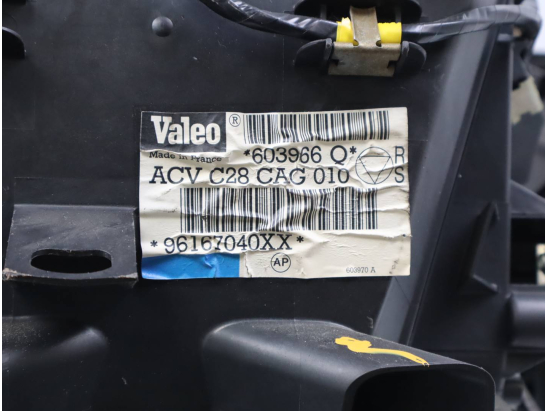 Valeo ®
Made in France
*603966 Q* R
ACV C28 CAG 010 S
*96167040XX*
AP
603970 A